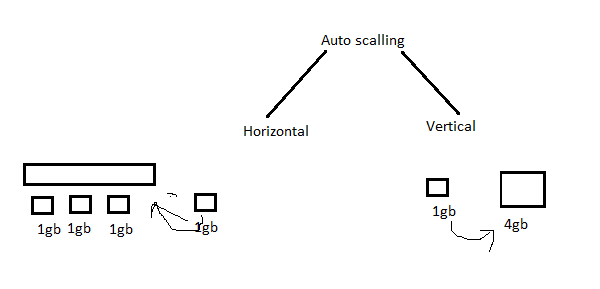 Auto scalling
Horizontal
Vertical
1gb 1gb 1gb 1gb
1gb 4gb